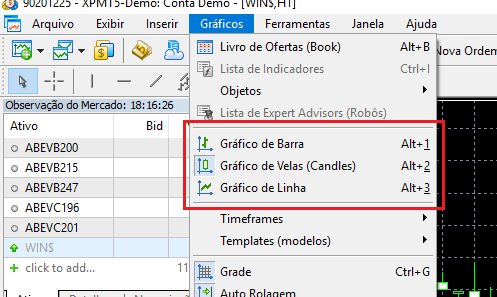 90201225 - XPMT5-Demo: Conta Demo - [WIN$,H1]
Arquivo Exibir Inserir Gráficos Ferramentas Janela Ajuda
Livro de Ofertas (Book) Alt+B
Nova Ordem
Lista de Indicadores Ctrl+I
Objetos
Lista de Expert Advisors (Robôs)
Observação do Mercado: 18:16:26
Ativo Bid
ABEVB200
ABEVB215
ABEVB247
ABEVC196
ABEVC201
WIN$
click to add... 11
Gráfico de Barra Alt+1
Gráfico de Velas (Candles) Alt+2
Gráfico de Linha Alt+3
Timeframes
Templates (modelos)
Grade Ctrl+G
Auto Rolagem